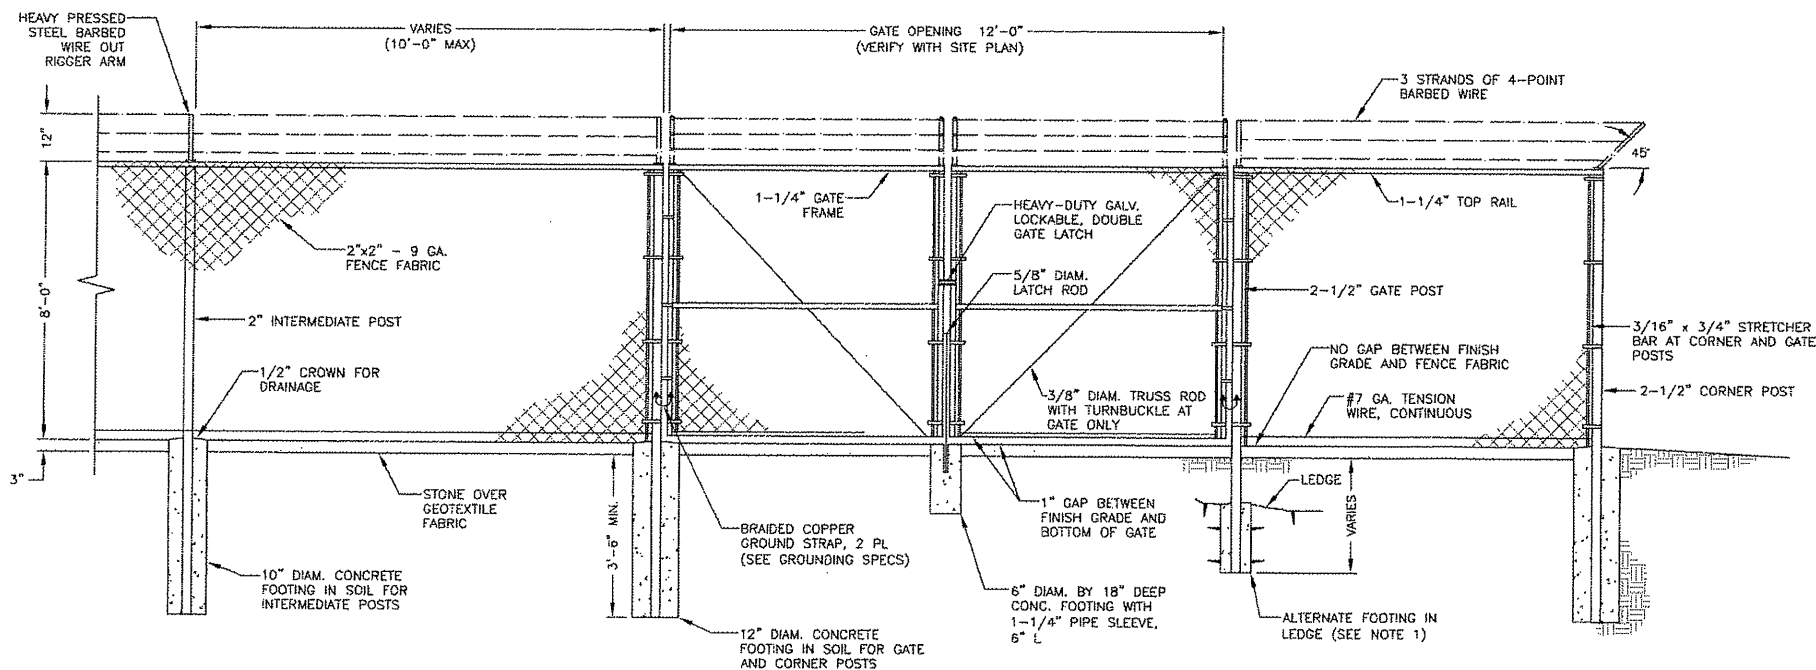 HEAVY PRESSED
STEEL BARBED
WIRE OUT
RIGGER ARM
VARIES
(10'-0" MAX)
GATE OPENING 12'-0"
(VERIFY WITH SITE PLAN)
3 STRANDS OF 4-POINT
BARBED WIRE
12"
45°
8'-0"
1-1/4" GATE
FRAME
HEAVY-DUTY GALV.
LOCKABLE, DOUBLE
GATE LATCH
1-1/4" TOP RAIL
2"x2" - 9 GA.
FENCE FABRIC
5/8" DIAM.
LATCH ROD
2-1/2" GATE POST
2" INTERMEDIATE POST
3/16" x 3/4" STRETCHER
BAR AT CORNER AND GATE
POSTS
NO GAP BETWEEN FINISH
GRADE AND FENCE FABRIC
1/2" CROWN FOR
DRAINAGE
3/8" DIAM. TRUSS ROD
WITH TURNBUCKLE AT
GATE ONLY
#7 GA. TENSION
WIRE, CONTINUOUS
2-1/2" CORNER POST
3"
STONE OVER
GEOTEXTILE
FABRIC
3'-6" MIN.
BRAIDED COPPER
GROUND STRAP, 2 PL
(SEE GROUNDING SPECS)
1" GAP BETWEEN
FINISH GRADE AND
BOTTOM OF GATE
LEDGE
VARIES
10" DIAM. CONCRETE
FOOTING IN SOIL FOR
INTERMEDIATE POSTS
12" DIAM. CONCRETE
FOOTING IN SOIL FOR GATE
AND CORNER POSTS
6" DIAM. BY 18" DEEP
CONC. FOOTING WITH
1-1/4" PIPE SLEEVE,
6" L
ALTERNATE FOOTING IN
LEDGE (SEE NOTE 1)